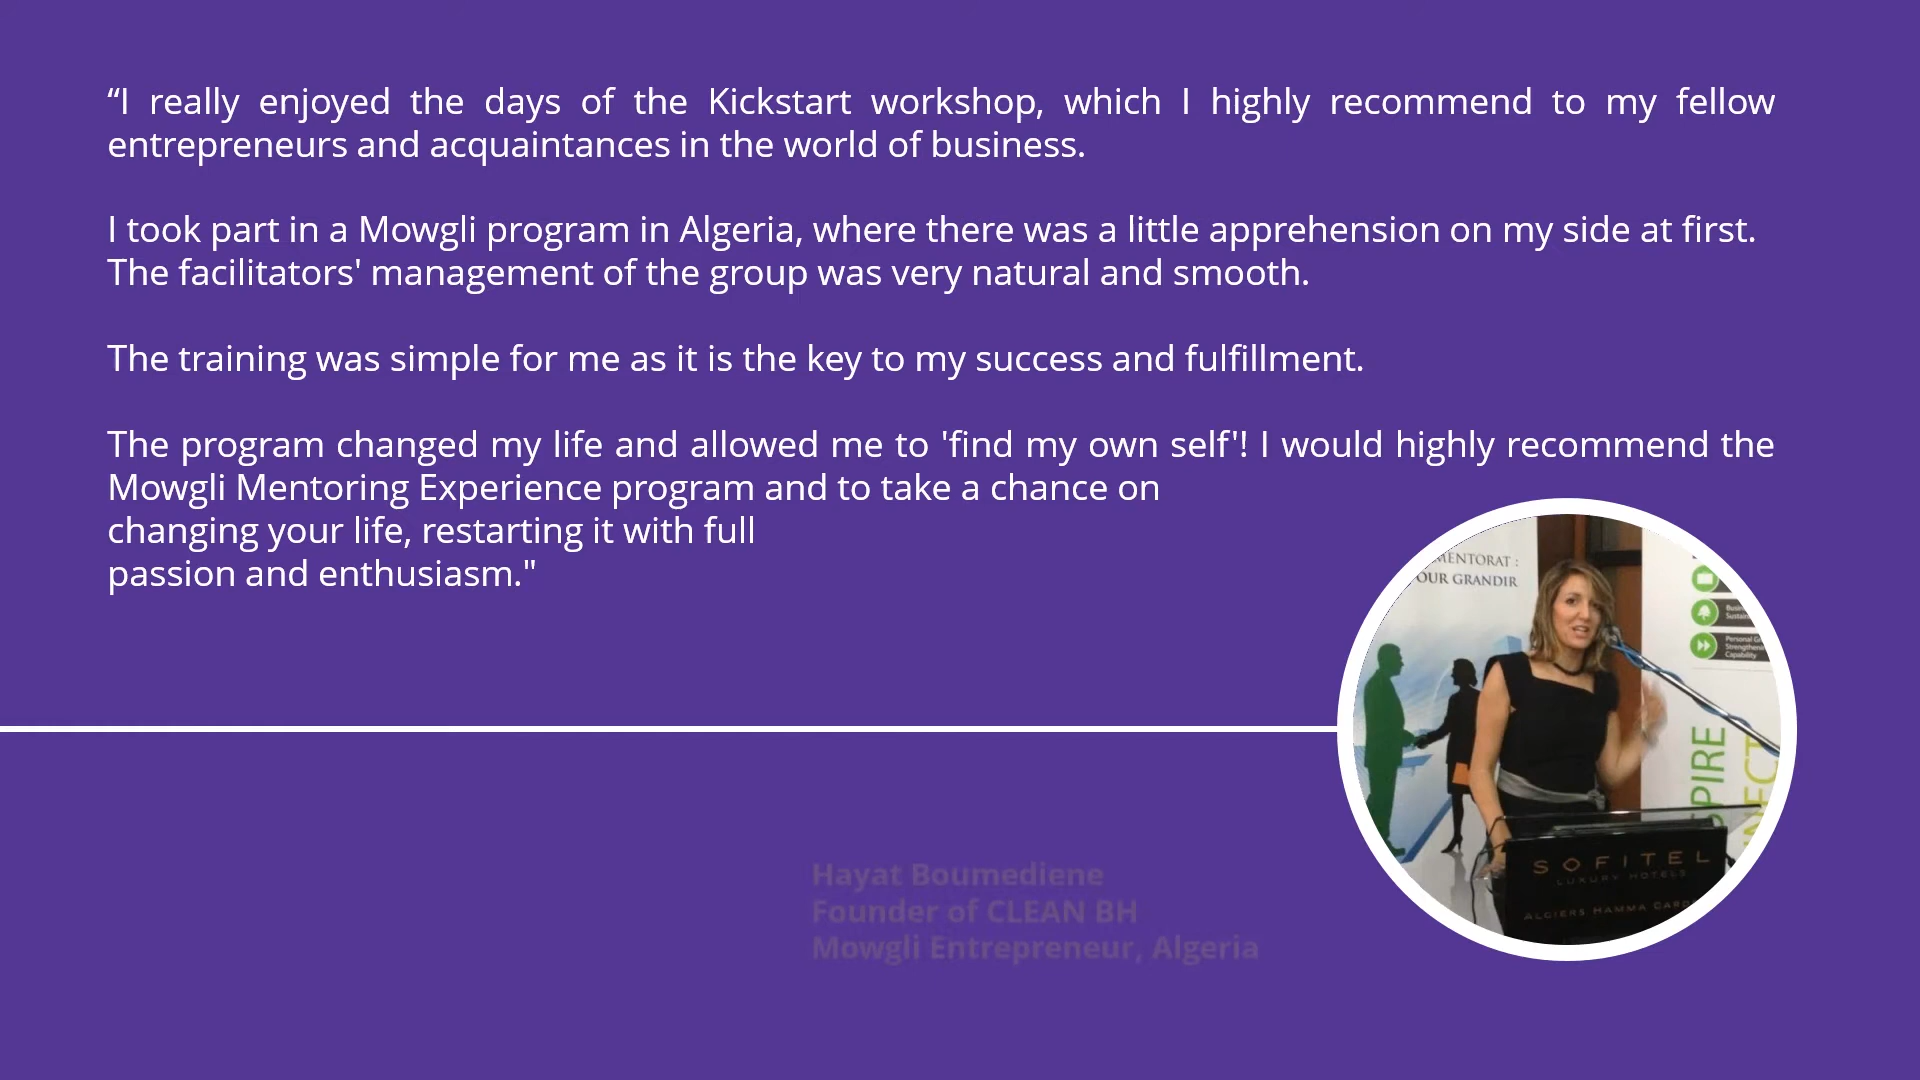 “I really enjoyed the days of the Kickstart workshop, which I highly recommend to my fellow
entrepreneurs and acquaintances in the world of business.
I took part in a Mowgli program in Algeria, where there was a little apprehension on my side at first.
The facilitators' management of the group was very natural and smooth.
The training was simple for me as it is the key to my success and fulfillment.
The program changed my life and allowed me to 'find my own self'! I would highly recommend the
Mowgli Mentoring Experience program and to take a chance on
changing your life, restarting it with full
passion and enthusiasm."
MENTORAT :
OUR GRANDIR
Personal
Capability
SPIRE
NECT
SOFITEL
LUXURY HOTELS
ALGIERS HAMMA
Hayat Boumediene
Founder of CLEAN BH
Mowgli Entrepreneur, Algeria